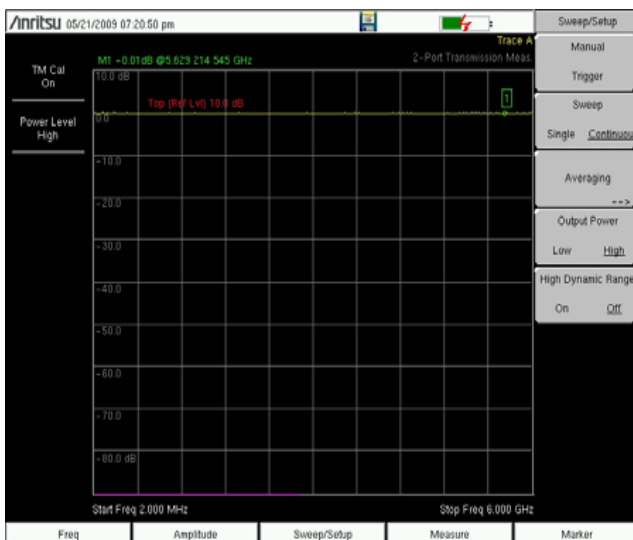 /Inritsu 05/21/2009 07:20:50 pm
Sweep/Setup
Trace A
M1 -0.01dB @5.629 214 545 GHz
2-Port Transmission Meas.
TM Cal
On
Power Level
High
10.0 dB
Top (Ref Lvl) 10.0 dB
1
0.0
-10.0
-20.0
-30.0
-40.0
-50.0
-60.0
-70.0
-80.0 dB
Start Freq 2.000 MHz
Stop Freq 6.000 GHz
Manual
Trigger
Sweep
Single Continuou
Averaging
-->
Output Power
Low High
High Dynamic Range
On Off
Freq
Amplitude
Sweep/Setup
Measure
Marker